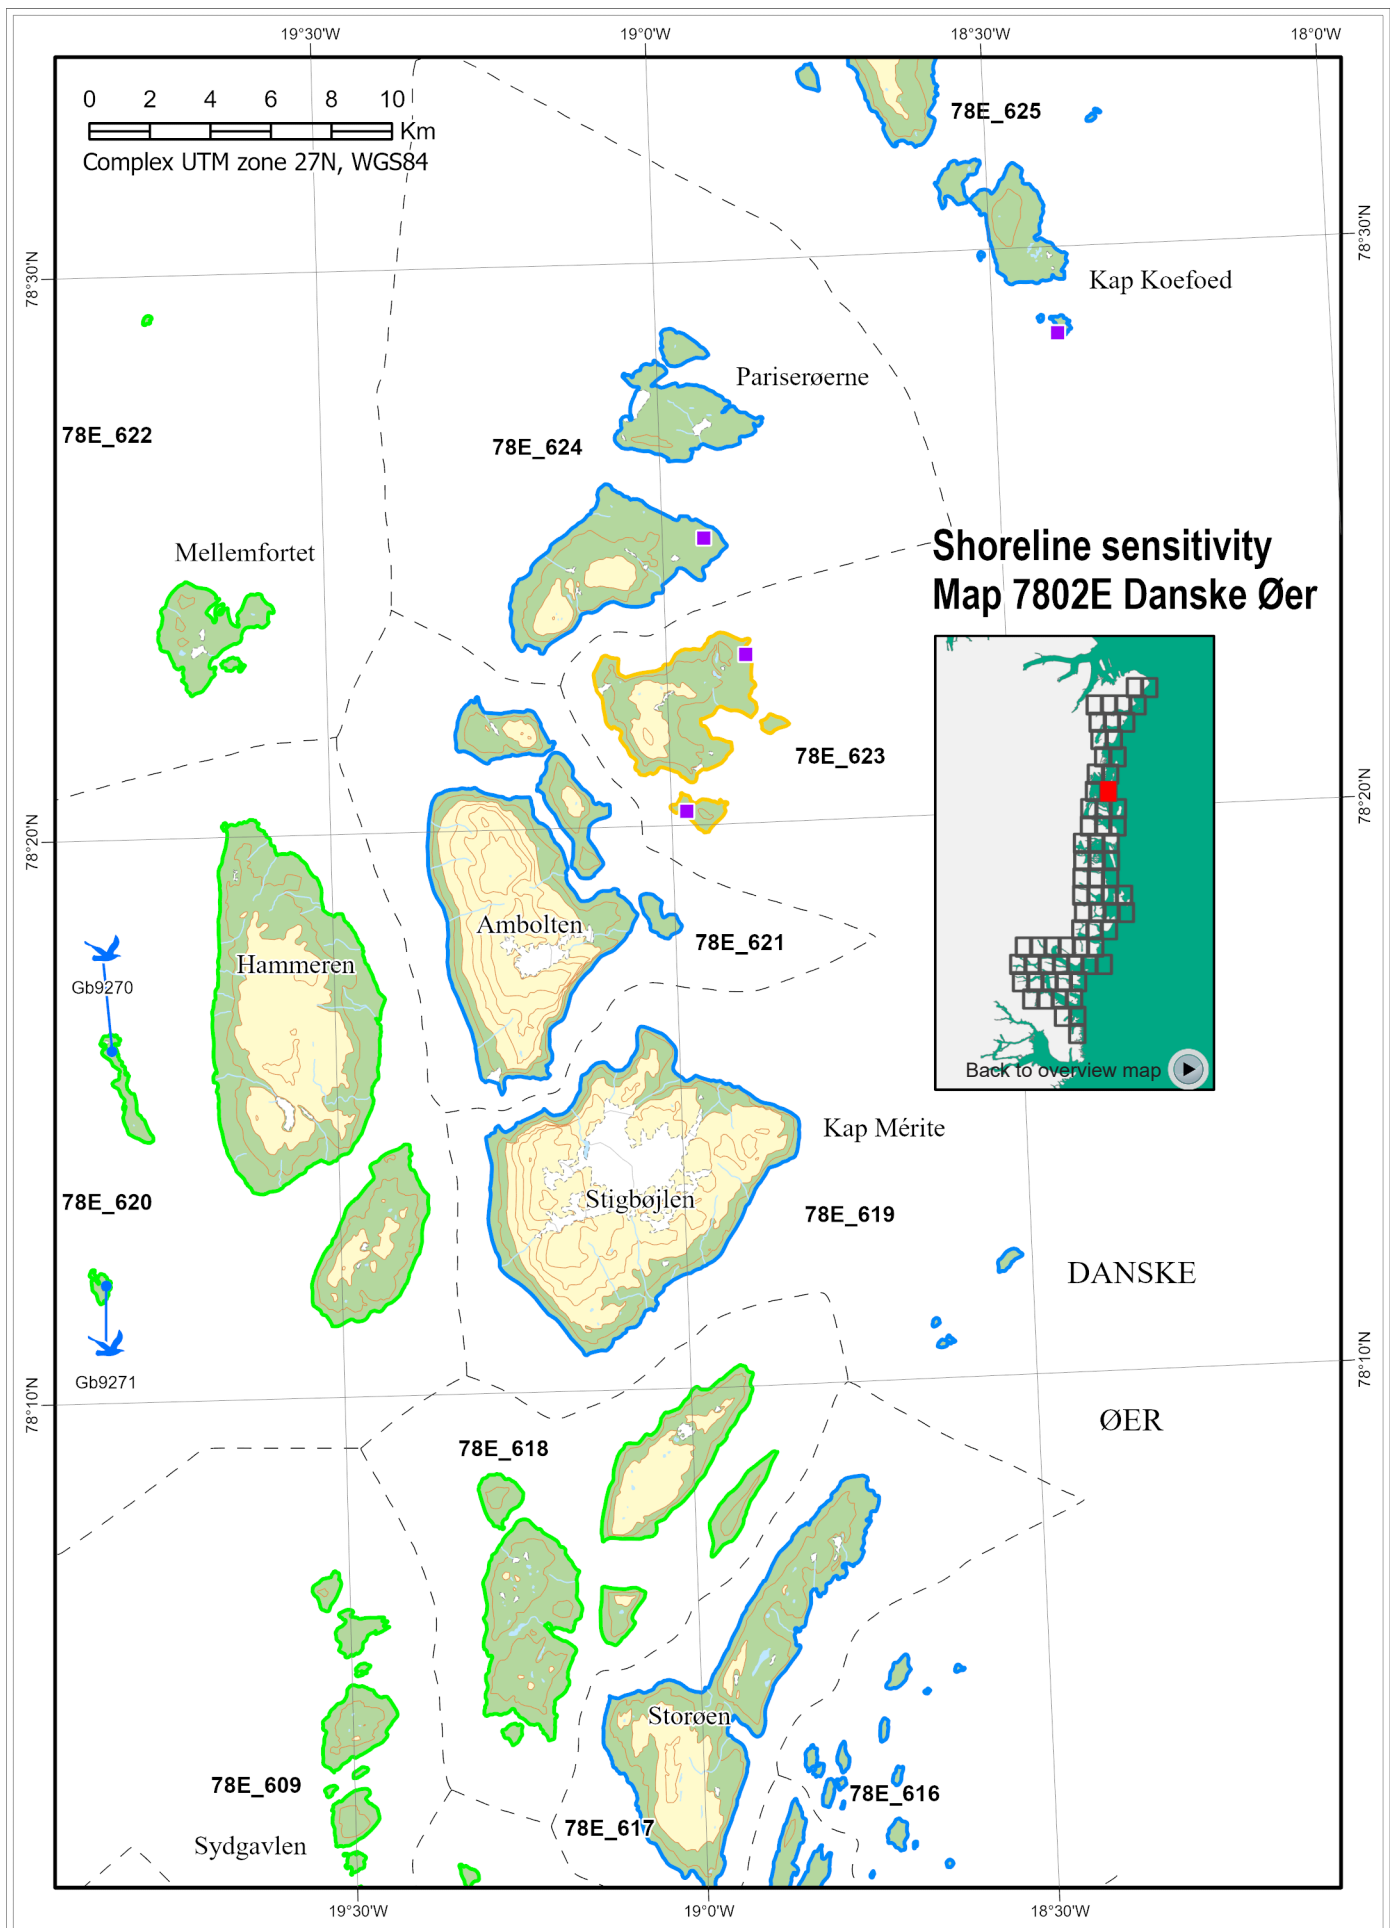 19°30'W
19°0'W
18°30'W
18°0'W
0 2 4 6 8 10
Km
Complex UTM zone 27N, WGS84
78E_625
78°30'N
78°30'N
Kap Koefoed
Pariserøerne
78E_622
78E_624
Mellemfortet
Shoreline sensitivity
Map 7802E Danske Øer
78E_623
78°20'N
78°20'N
Ambolten
78E_621
Hammeren
Gb9270
Back to overview map
Kap Mérite
78E_620
Stigbøjlen
78E_619
DANSKE
Gb9271
78°10'N
78°10'N
ØER
78E_618
Storøen
78E_609
78E_616
78E_617
Sydgavlen
19°30'W
19°0'W
18°30'W